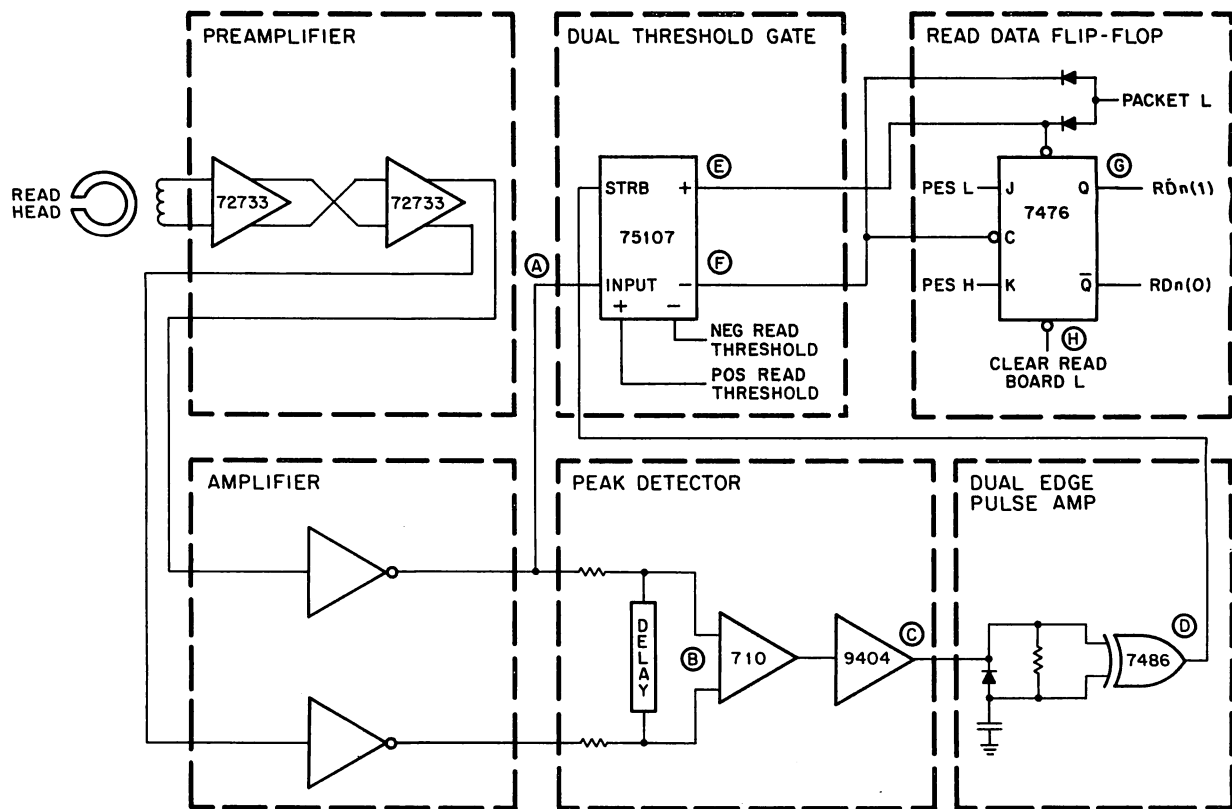 PREAMPLIFIER
READ
HEAD
72733
72733
DUAL THRESHOLD GATE
A
STRB
+
E
75107
INPUT
−
F
+
−
NEG READ
THRESHOLD
POS READ
THRESHOLD
READ DATA FLIP-FLOP
PACKET L
G
PES L
J
Q
RDn(1)
7476
C
PES H
K
Q̅
RDn(0)
H
CLEAR READ
BOARD L
AMPLIFIER
PEAK DETECTOR
DELAY
B
710
9404
C
DUAL EDGE
PULSE AMP
7486
D